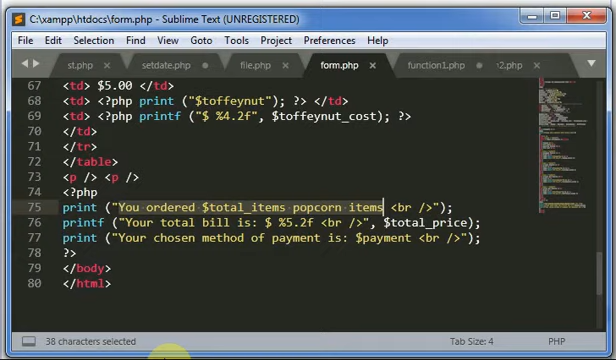 C:\xampp\htdocs\form.php - Sublime Text (UNREGISTERED)
File Edit Selection Find View Goto Tools Project Preferences Help
st.php setdate.php file.php form.php function1.php 2.php
67 <td> $5.00 </td>
68 <td> <?php print ("$toffeynut"); ?> </td>
69 <td> <?php printf ("$ %4.2f", $toffeynut_cost); ?>
70 </td>
71 </tr>
72 </table>
73 <p /> <p />
74 <?php
75 print ("You ordered $total_items popcorn items <br />");
76 printf ("Your total bill is: $ %5.2f <br />", $total_price);
77 print ("Your chosen method of payment is: $payment <br />");
78 ?>
79 </body>
80 </html>
38 characters selected Tab Size: 4 PHP